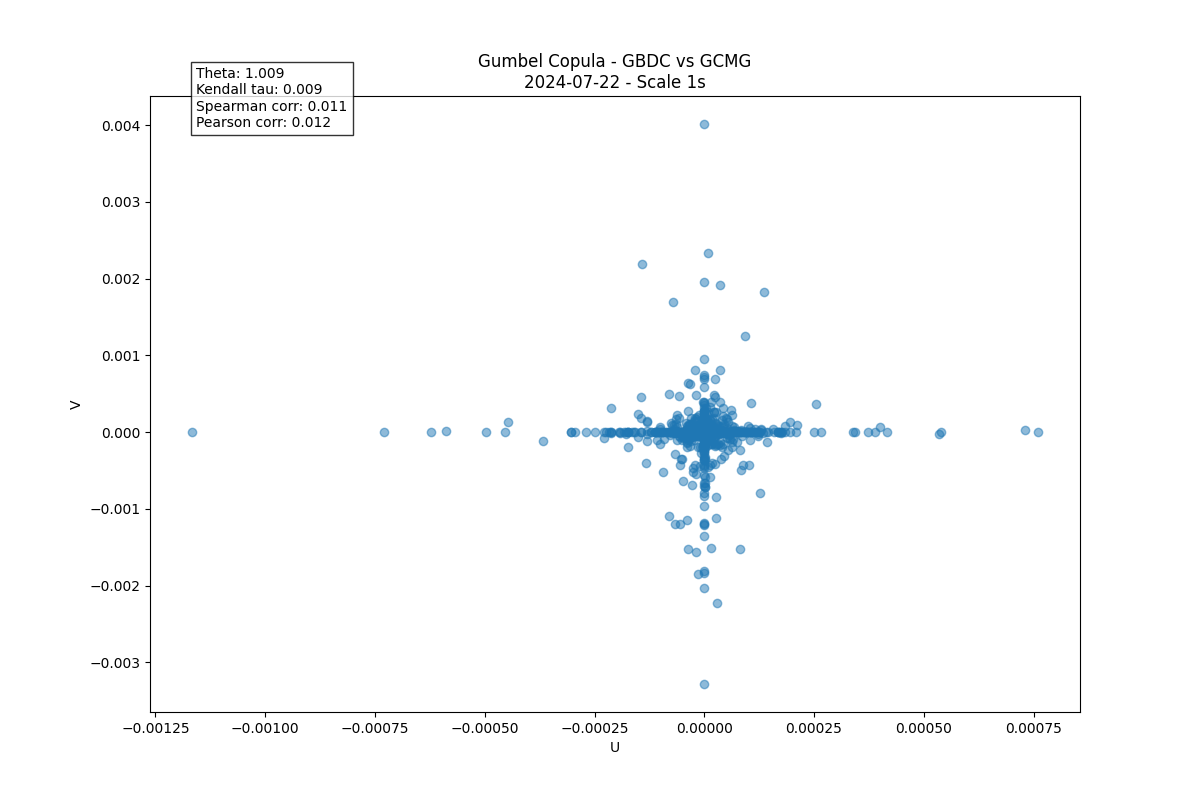 Gumbel Copula - GBDC vs GCMG
2024-07-22 - Scale 1s
Theta: 1.009
Kendall tau: 0.009
Spearman corr: 0.011
Pearson corr: 0.012
0.004
0.003
0.002
0.001
0.000
−0.001
−0.002
−0.003
V
−0.00125 −0.00100 −0.00075 −0.00050 −0.00025 0.00000 0.00025 0.00050 0.00075
U